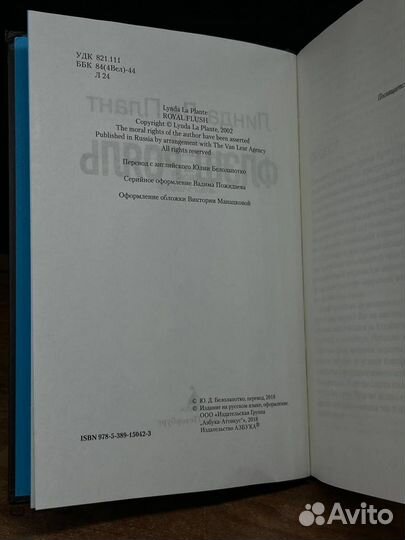 УДК 821.111
ББК 84(4Вел)-44
Л 24
Lynda La Plante
ROYAL FLUSH
Copyright © Lynda La Plante, 2002
The moral rights of the author have been asserted
Published in Russia by arrangement with The Van Lear Agency
All rights reserved
Перевод с английского Юлии Белолапотко
Серийное оформление Вадима Пожидаева
Оформление обложки Виктории Манацковой
© Ю. Д. Белолапотко, перевод, 2018
© Издание на русском языке, оформление.
ООО «Издательская Группа
„Азбука-Аттикус“», 2018
Издательство АЗБУКА®
ISBN 978-5-389-15042-3
Avito